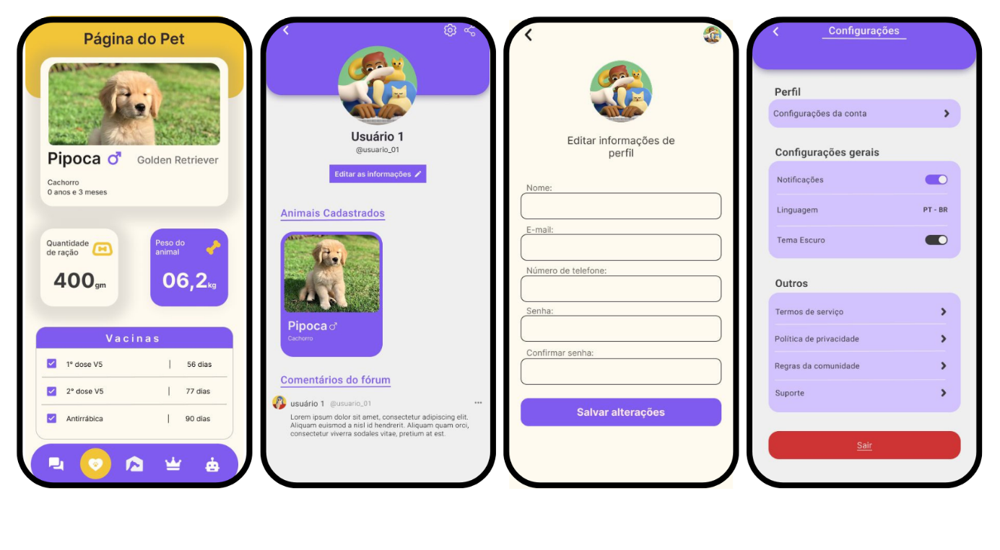 Página do Pet
Pipoca
Golden Retriever
Cachorro
0 anos e 3 meses
Quantidade
de ração
400gm
Peso do
animal
06,2kg
Vacinas
1° dose V5 | 56 dias
2° dose V5 | 77 dias
Antirrábica | 90 dias
Usuário 1
@usuario_01
Editar as informações
Animais Cadastrados
Pipoca
Cachorro
Comentários do fórum
usuário 1 @usuario_01
Lorem ipsum dolor sit amet, consectetur adipiscing elit.
Aliquam euismod a nisl id hendrerit. Aliquam quam orci,
consectetur viverra sodales vitae, pretium at est.
Editar informações de
perfil
Nome:
E-mail:
Número de telefone:
Senha:
Confirmar senha:
Salvar alterações
Configurações
Perfil
Configurações da conta
Configurações gerais
Notificações
Linguagem PT - BR
Tema Escuro
Outros
Termos de serviço
Política de privacidade
Regras da comunidade
Suporte
Sair